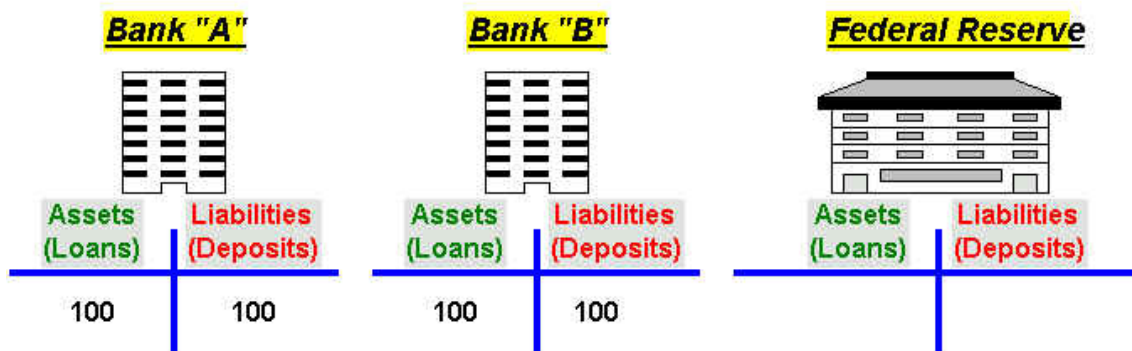 Bank "A"
Bank "B"
Federal Reserve
Assets
(Loans)
Liabilities
(Deposits)
Assets
(Loans)
Liabilities
(Deposits)
Assets
(Loans)
Liabilities
(Deposits)
100
100
100
100